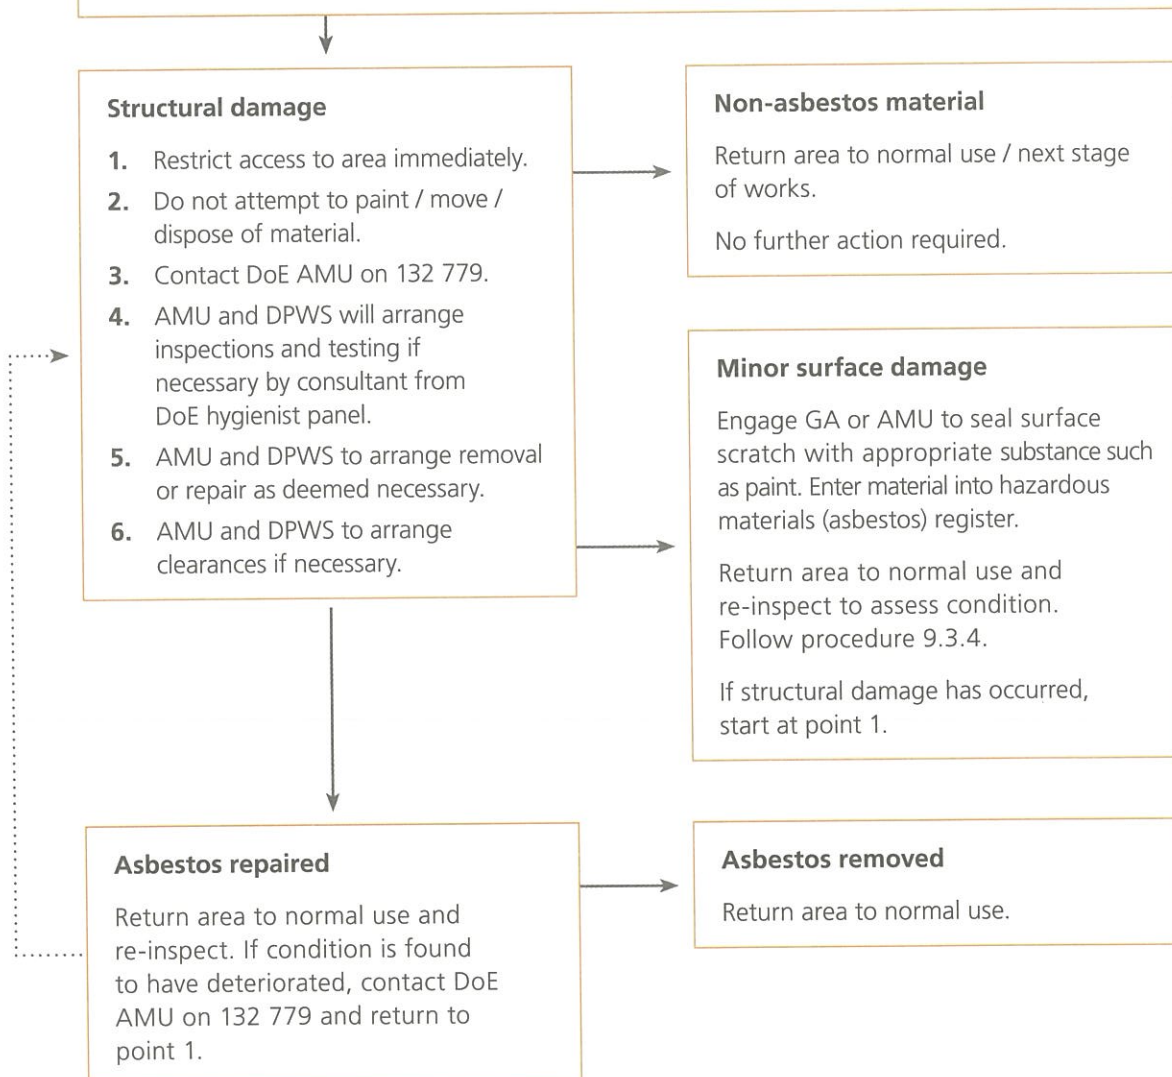 Structural damage
1. Restrict access to area immediately.
2. Do not attempt to paint / move /
dispose of material.
3. Contact DoE AMU on 132 779.
4. AMU and DPWS will arrange
inspections and testing if
necessary by consultant from
DoE hygienist panel.
5. AMU and DPWS to arrange removal
or repair as deemed necessary.
6. AMU and DPWS to arrange
clearances if necessary.
Non-asbestos material
Return area to normal use / next stage
of works.
No further action required.
Minor surface damage
Engage GA or AMU to seal surface
scratch with appropriate substance such
as paint. Enter material into hazardous
materials (asbestos) register.
Return area to normal use and
re-inspect to assess condition.
Follow procedure 9.3.4.
If structural damage has occurred,
start at point 1.
Asbestos repaired
Return area to normal use and
re-inspect. If condition is found
to have deteriorated, contact DoE
AMU on 132 779 and return to
point 1.
Asbestos removed
Return area to normal use.